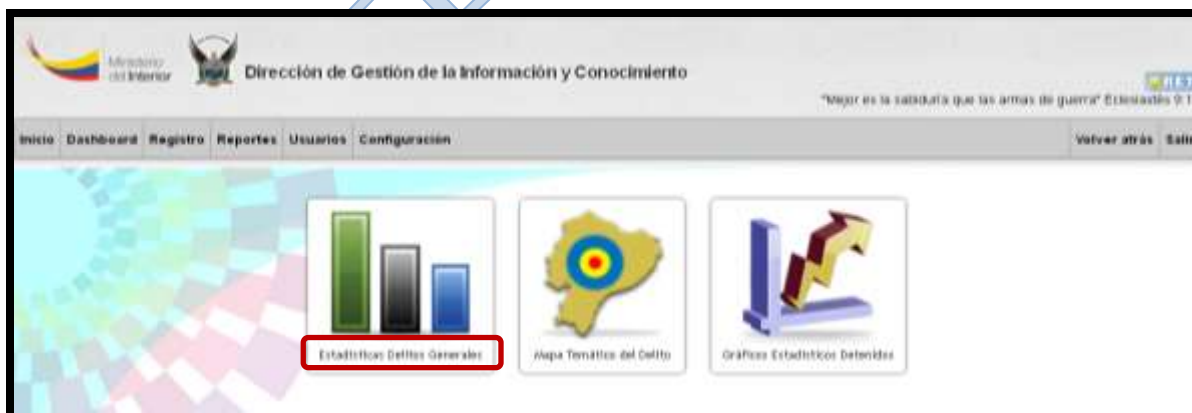 Ministerio
del Interior
Dirección de Gestión de la Información y Conocimiento
"Mejor es la sabiduría que las armas de guerra" Eclesiastés 9:1
Inicio Dashboard Registro Reportes Usuarios Configuración Volver atrás Sali
Estadísticas Delitos Generales Mapa Temático del Delito Gráficos Estadísticos Detenidos